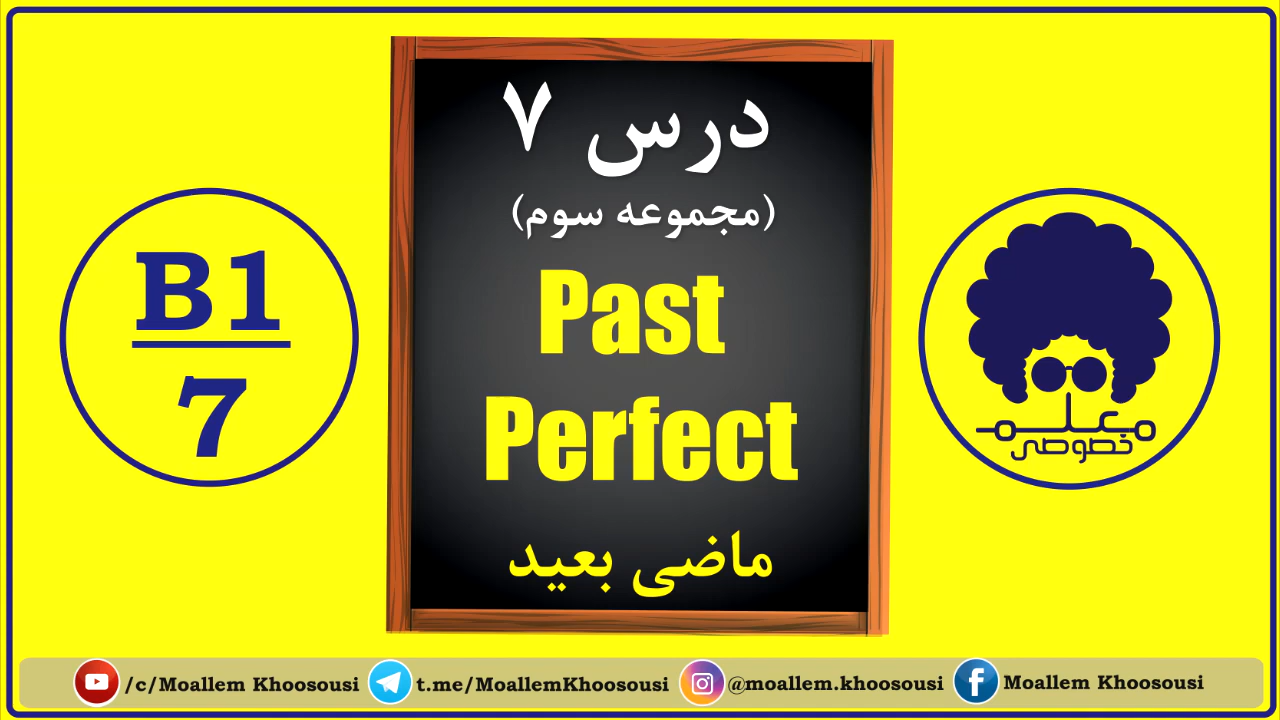 درس ۷
(مجموعه سوم)
Past
Perfect
ماضی بعید
B1
7
معلم
خصوصی
/c/Moallem Khoosousi
t.me/MoallemKhoosousi
@moallem.khoosousi
Moallem Khoosousi